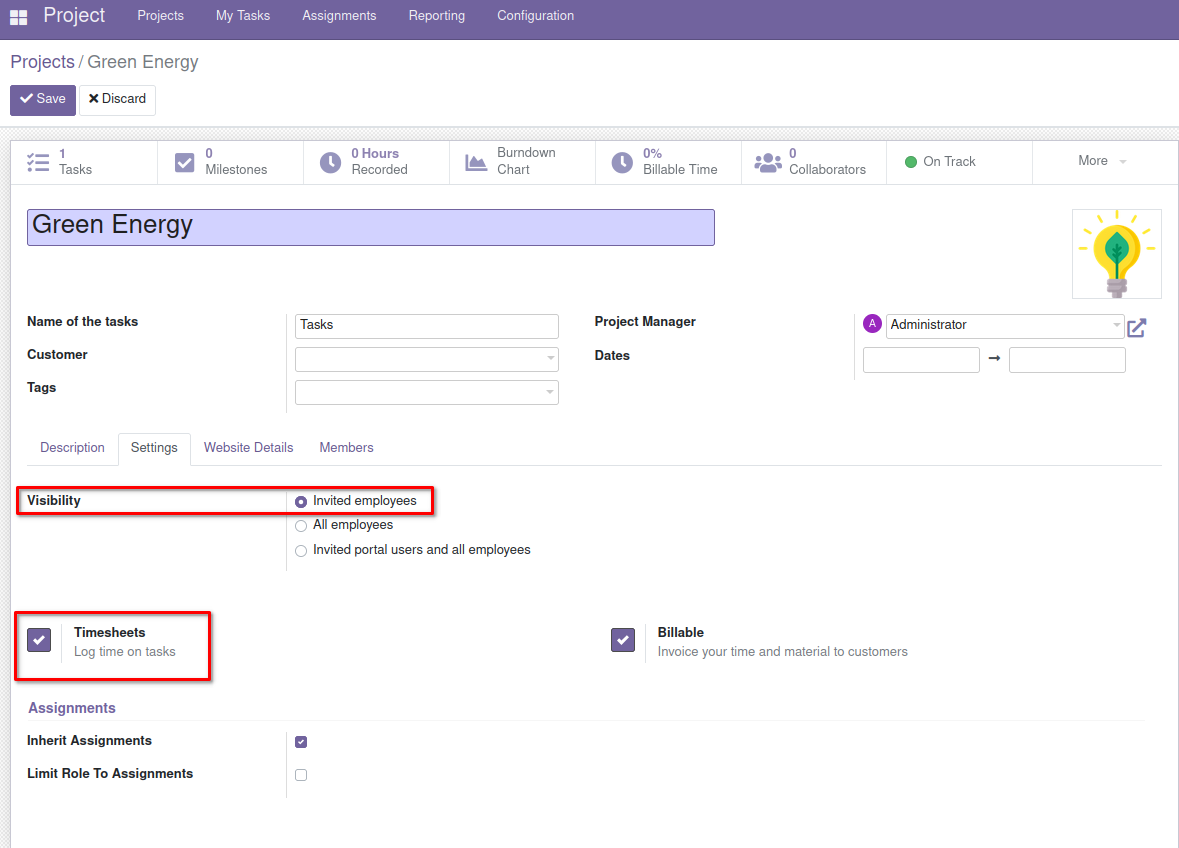 Project Projects My Tasks Assignments Reporting Configuration
Projects / Green Energy
Save Discard
1 Tasks
0 Milestones
0 Hours Recorded
Burndown Chart
0% Billable Time
0 Collaborators
On Track
More
Green Energy
Name of the tasks Tasks
Project Manager A Administrator
Customer
Dates
Tags
Description Settings Website Details Members
Visibility Invited employees
All employees
Invited portal users and all employees
Timesheets
Log time on tasks
Billable
Invoice your time and material to customers
Assignments
Inherit Assignments
Limit Role To Assignments